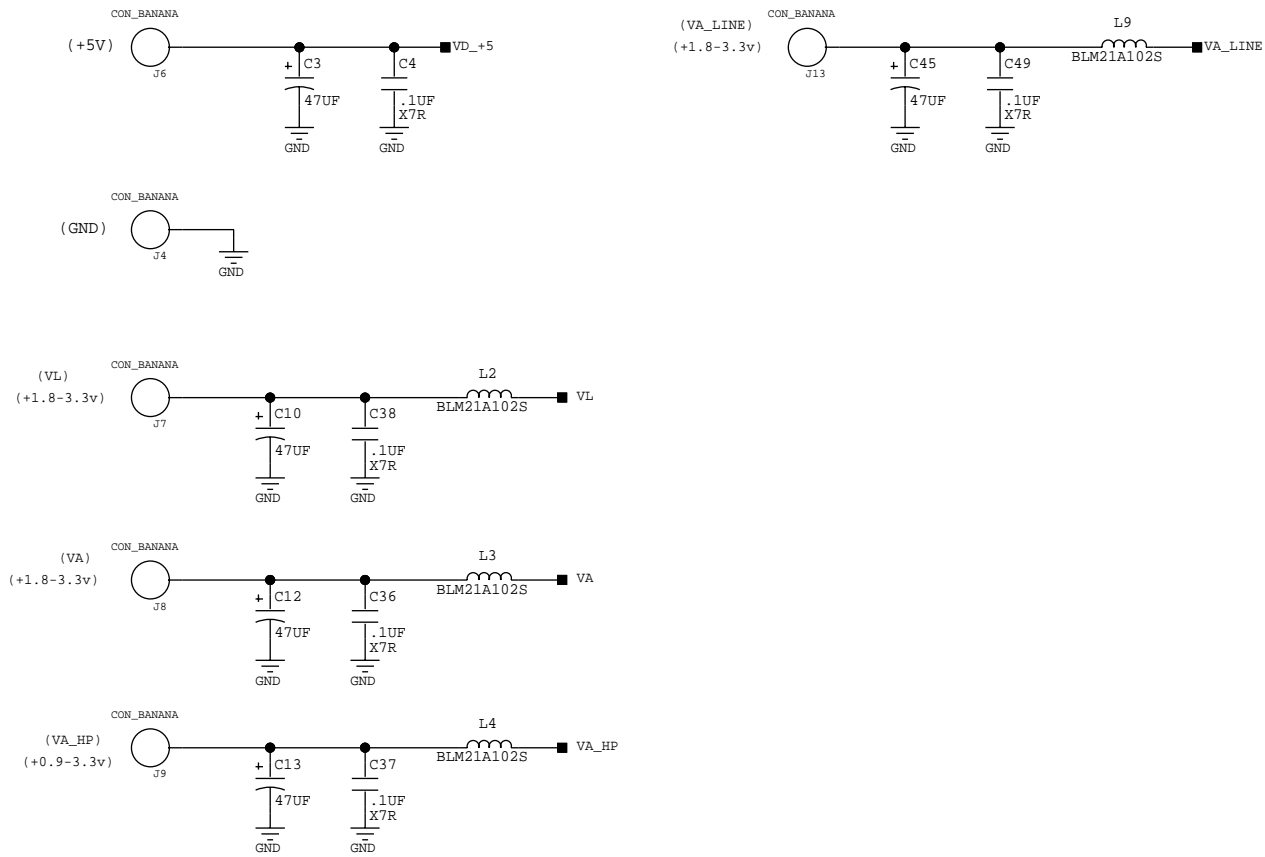 CON_BANANA
(+5V)
J6
+ C3
47UF
GND
C4
.1UF
X7R
GND
VD_+5
(VA_LINE)
(+1.8-3.3v)
CON_BANANA
J13
+ C45
47UF
GND
C49
.1UF
X7R
GND
L9
BLM21A102S
VA_LINE
CON_BANANA
(GND)
J4
GND
CON_BANANA
(VL)
(+1.8-3.3v)
J7
+ C10
47UF
GND
C38
.1UF
X7R
GND
L2
BLM21A102S
VL
CON_BANANA
(VA)
(+1.8-3.3v)
J8
+ C12
47UF
GND
C36
.1UF
X7R
GND
L3
BLM21A102S
VA
CON_BANANA
(VA_HP)
(+0.9-3.3v)
J9
+ C13
47UF
GND
C37
.1UF
X7R
GND
L4
BLM21A102S
VA_HP